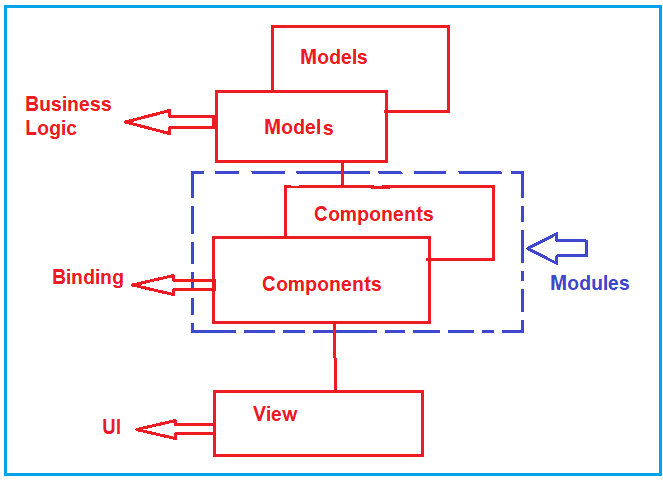 Models
Business
Logic
Models
Components
Binding
Components
Modules
UI
View